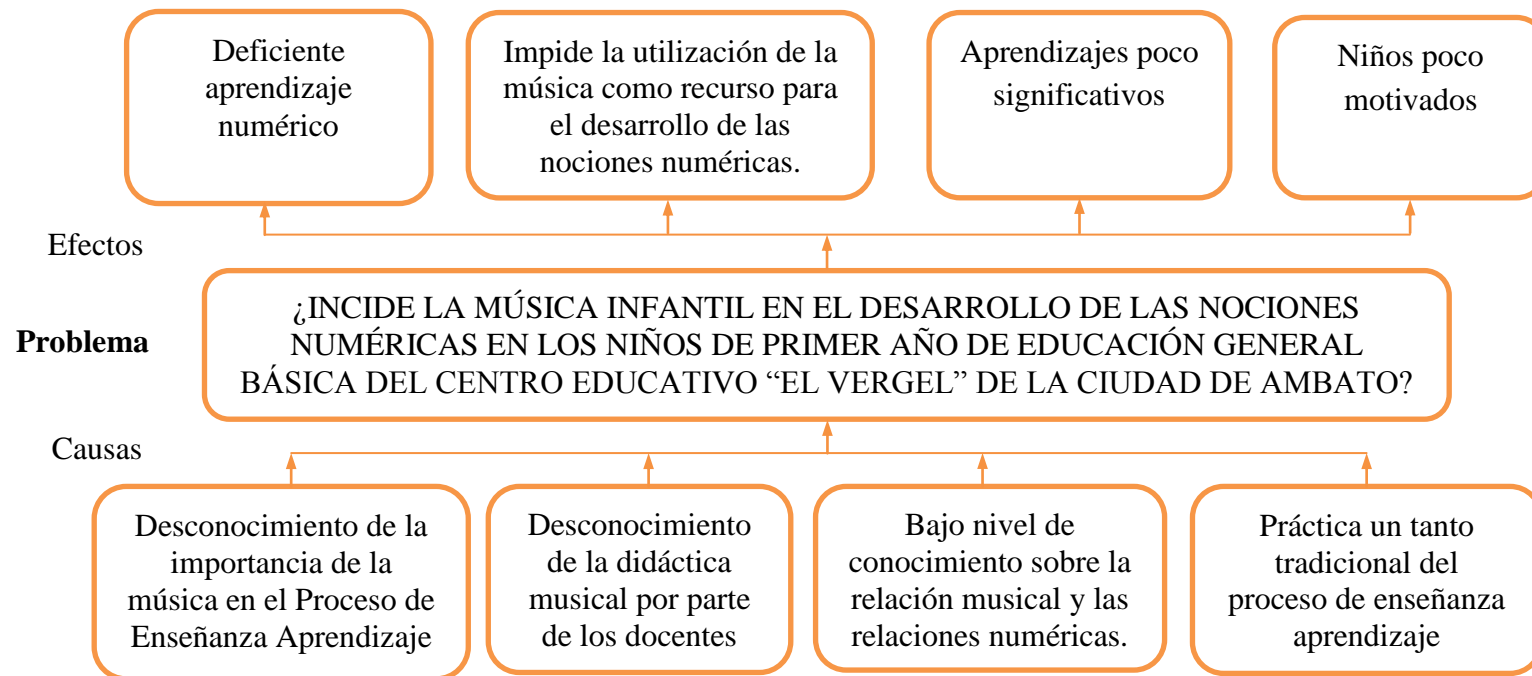 Deficiente
aprendizaje
numérico
Impide la utilización de la
música como recurso para
el desarrollo de las
nociones numéricas.
Aprendizajes poco
significativos
Niños poco
motivados
Efectos
Problema
¿INCIDE LA MÚSICA INFANTIL EN EL DESARROLLO DE LAS NOCIONES
NUMÉRICAS EN LOS NIÑOS DE PRIMER AÑO DE EDUCACIÓN GENERAL
BÁSICA DEL CENTRO EDUCATIVO “EL VERGEL” DE LA CIUDAD DE AMBATO?
Causas
Desconocimiento de la
importancia de la
música en el Proceso de
Enseñanza Aprendizaje
Desconocimiento
de la didáctica
musical por parte
de los docentes
Bajo nivel de
conocimiento sobre la
relación musical y las
relaciones numéricas.
Práctica un tanto
tradicional del
proceso de enseñanza
aprendizaje